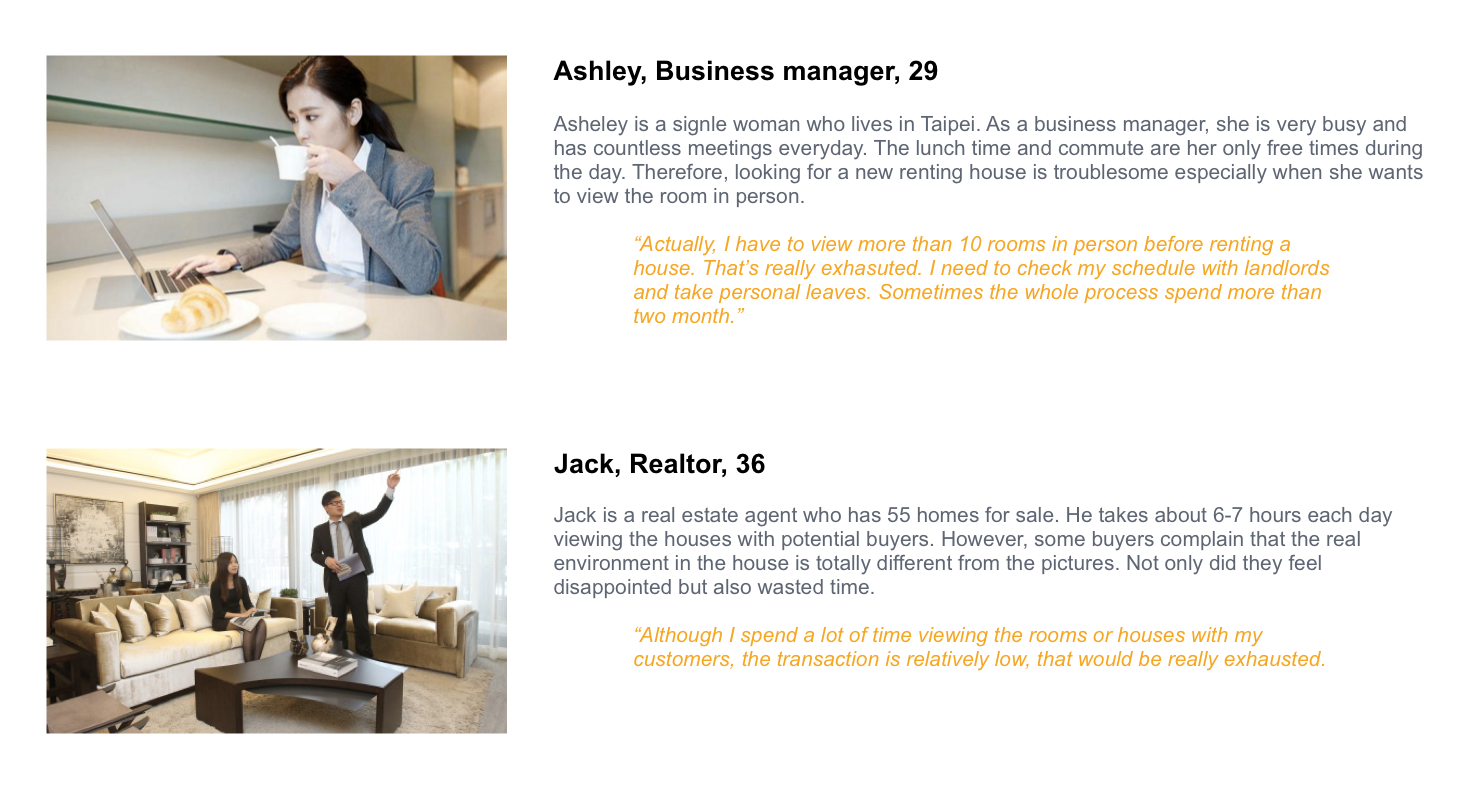 Ashley, Business manager, 29
Asheley is a signle woman who lives in Taipei. As a business manager, she is very busy and
has countless meetings everyday. The lunch time and commute are her only free times during
the day. Therefore, looking for a new renting house is troublesome especially when she wants
to view the room in person.
“Actually, I have to view more than 10 rooms in person before renting a
house. That’s really exhasuted. I need to check my schedule with landlords
and take personal leaves. Sometimes the whole process spend more than
two month.”
Jack, Realtor, 36
Jack is a real estate agent who has 55 homes for sale. He takes about 6-7 hours each day
viewing the houses with potential buyers. However, some buyers complain that the real
environment in the house is totally different from the pictures. Not only did they feel
disappointed but also wasted time.
“Although I spend a lot of time viewing the rooms or houses with my
customers, the transaction is relatively low, that would be really exhausted.